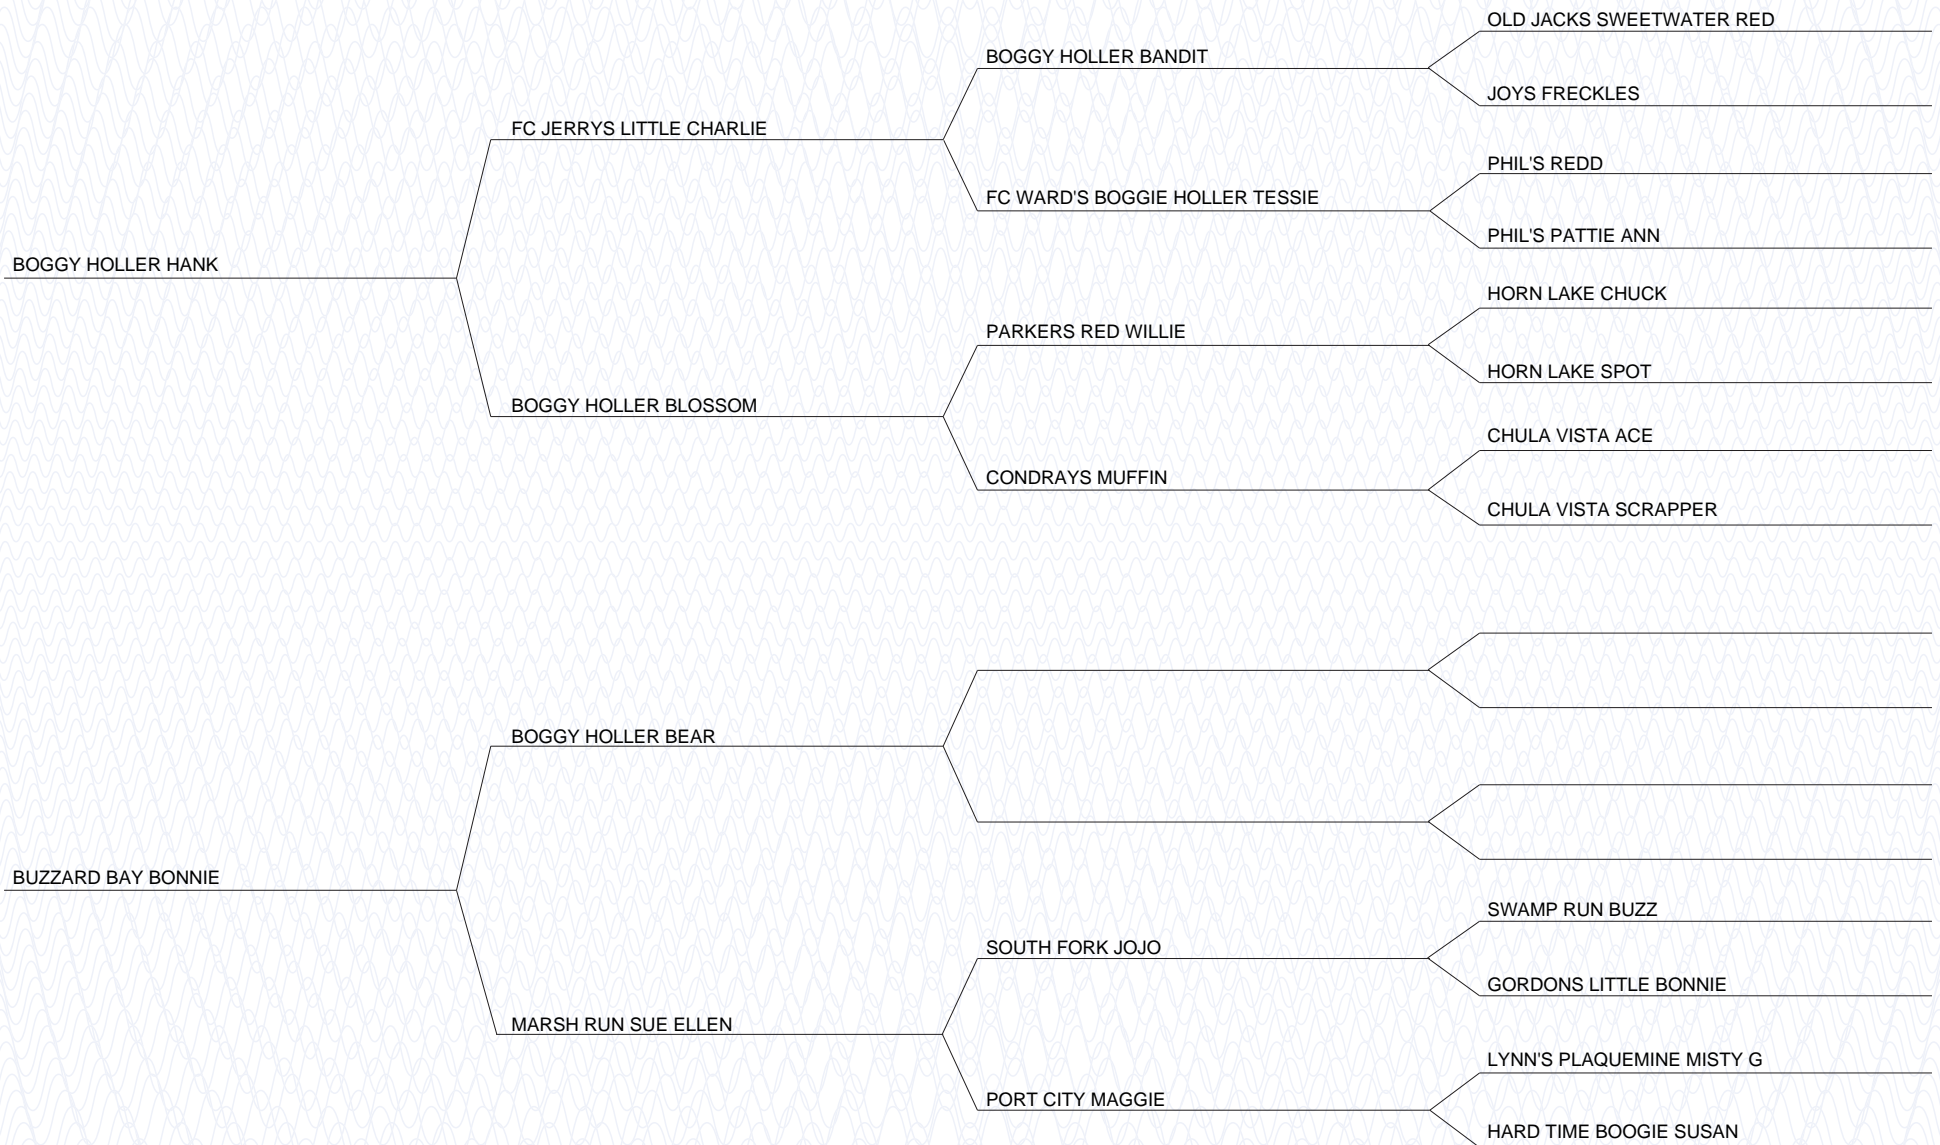 OLD JACKS SWEETWATER RED
BOGGY HOLLER BANDIT
JOYS FRECKLES
FC JERRYS LITTLE CHARLIE
PHIL'S REDD
FC WARD'S BOGGIE HOLLER TESSIE
PHIL'S PATTIE ANN
BOGGY HOLLER HANK
HORN LAKE CHUCK
PARKERS RED WILLIE
HORN LAKE SPOT
BOGGY HOLLER BLOSSOM
CHULA VISTA ACE
CONDRAYS MUFFIN
CHULA VISTA SCRAPPER
BOGGY HOLLER BEAR
BUZZARD BAY BONNIE
SWAMP RUN BUZZ
SOUTH FORK JOJO
GORDONS LITTLE BONNIE
MARSH RUN SUE ELLEN
LYNN'S PLAQUEMINE MISTY G
PORT CITY MAGGIE
HARD TIME BOOGIE SUSAN